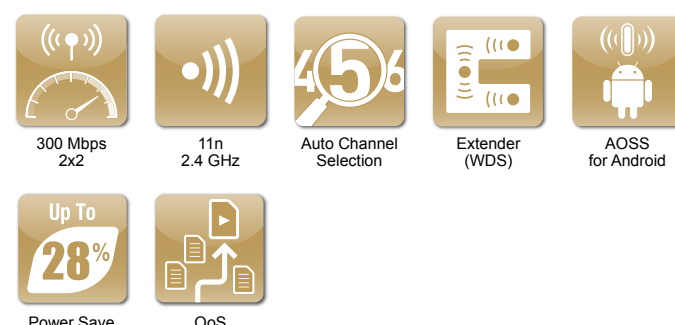 300 Mbps
2x2
11n
2.4 GHz
456
Auto Channel
Selection
Extender
(WDS)
AOSS
for Android
Up To
28%
Power Save
QoS